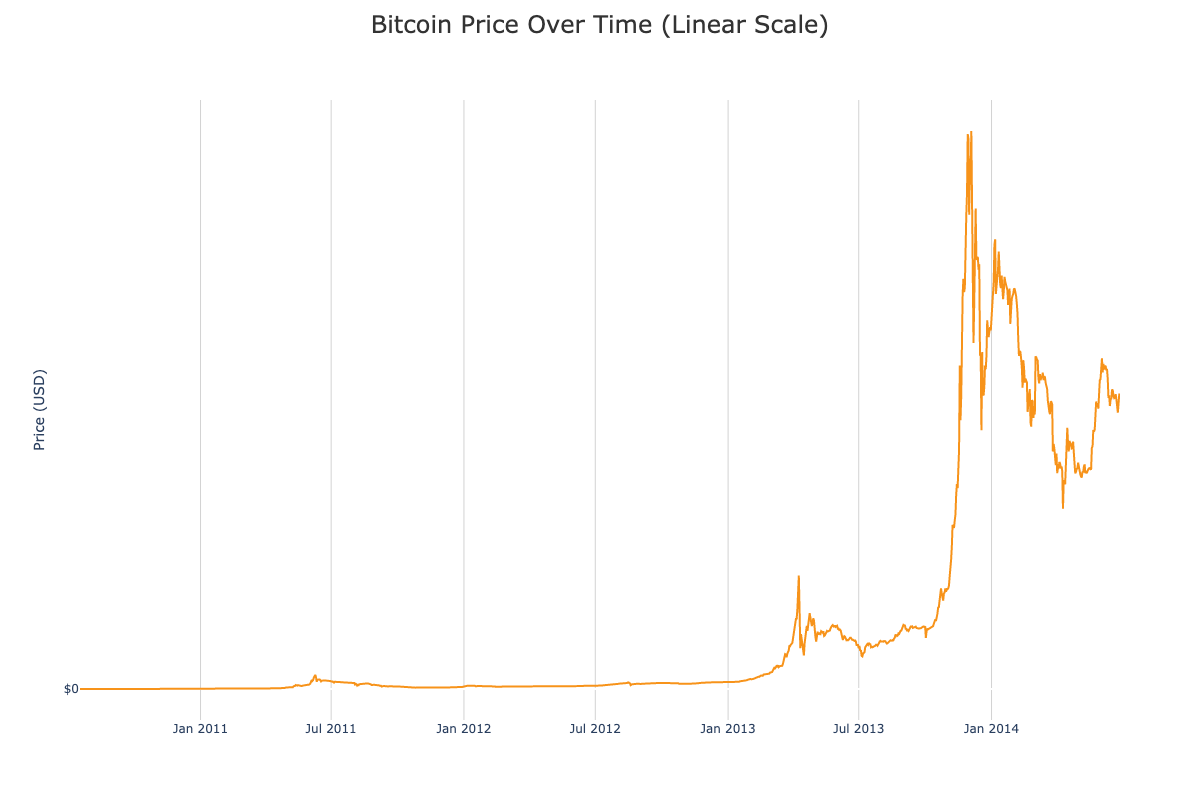 Bitcoin Price Over Time (Linear Scale)
Price (USD)
$0
Jan 2011
Jul 2011
Jan 2012
Jul 2012
Jan 2013
Jul 2013
Jan 2014